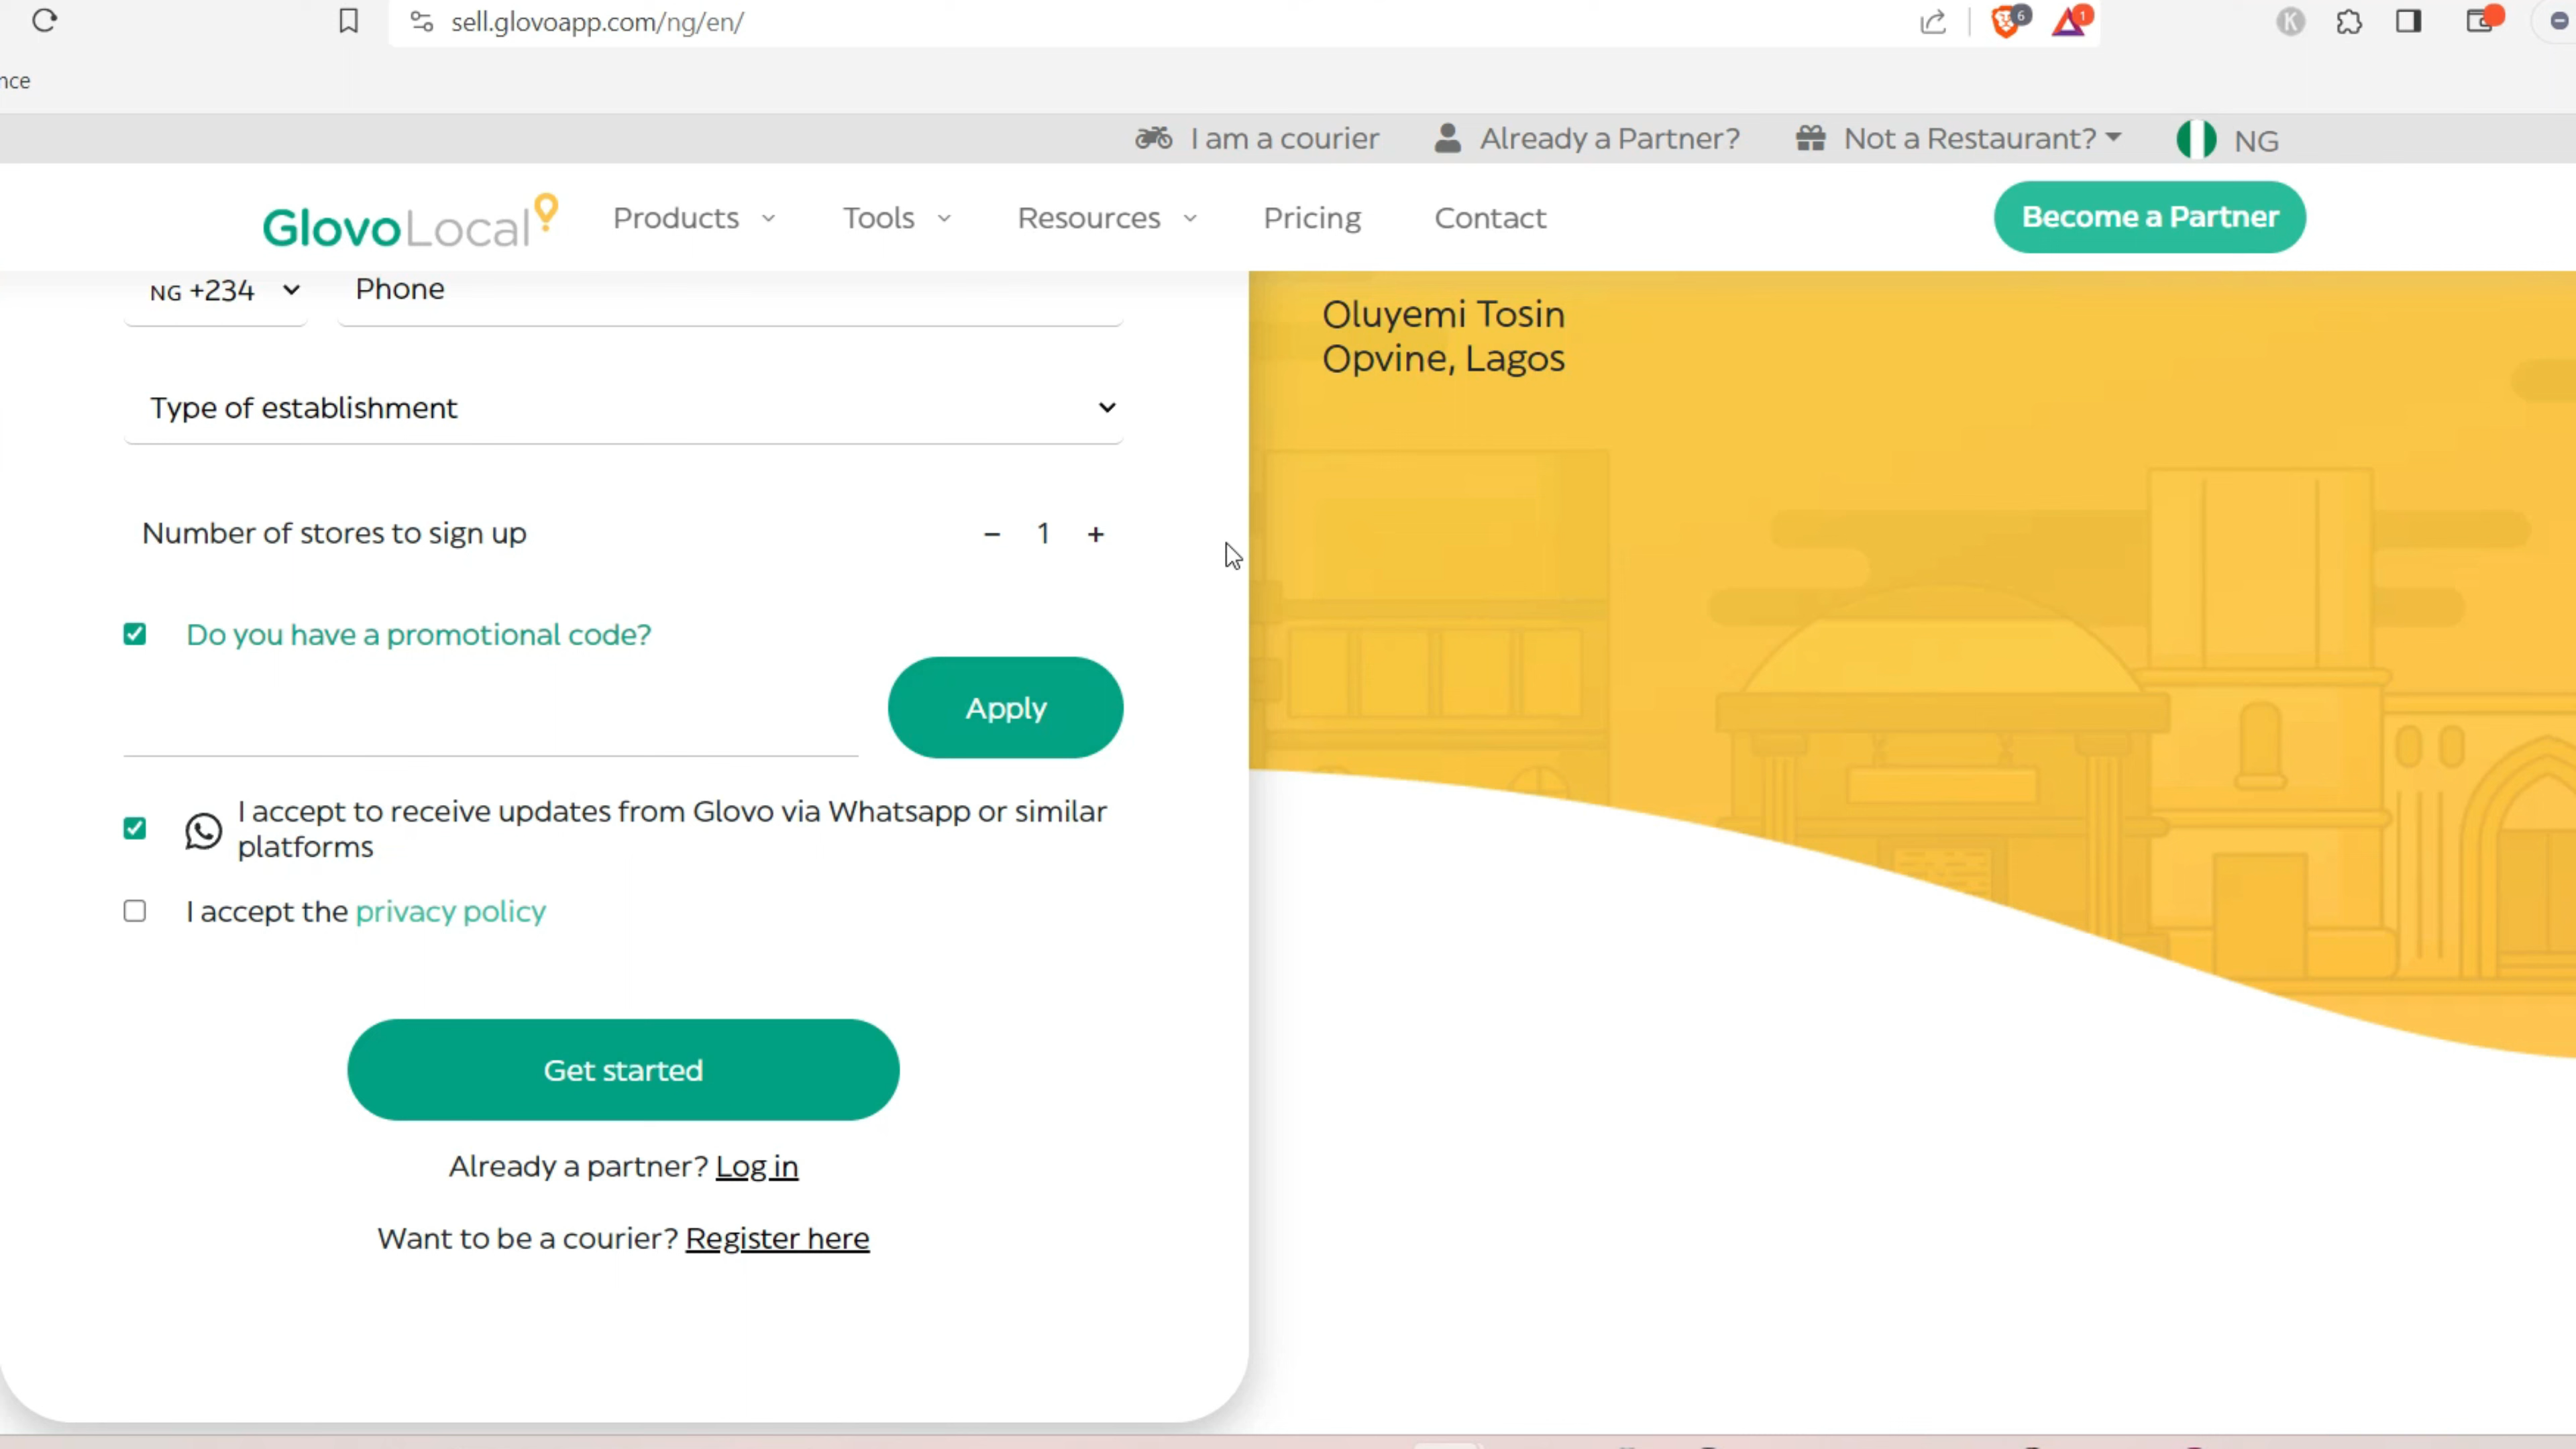 sell.glovoapp.com/ng/en/
6
1
K
nce
I am a courier
Already a Partner?
Not a Restaurant?
NG
GlovoLocal
Products
Tools
Resources
Pricing
Contact
Become a Partner
NG +234
Phone
Oluyemi Tosin
Opvine, Lagos
Type of establishment
Number of stores to sign up
− 1 +
Do you have a promotional code?
Apply
I accept to receive updates from Glovo via Whatsapp or similar
platforms
I accept the privacy policy
Get started
Already a partner? Log in
Want to be a courier? Register here